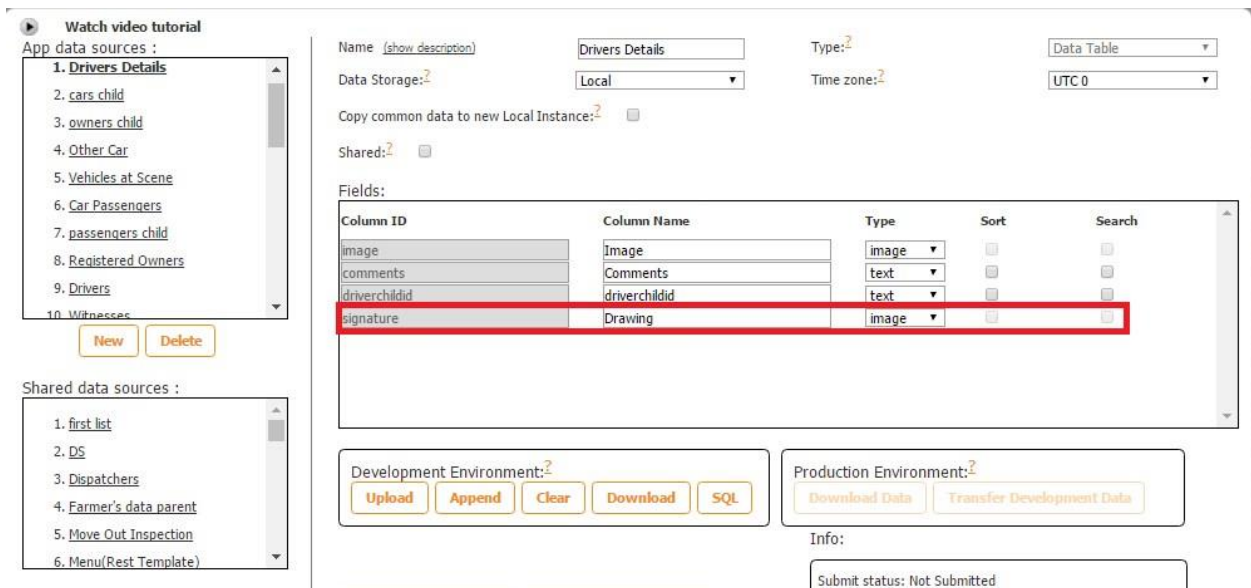 Watch video tutorial
App data sources :
1. Drivers Details
2. cars child
3. owners child
4. Other Car
5. Vehicles at Scene
6. Car Passengers
7. passengers child
8. Registered Owners
9. Drivers
10. Witnesses
New Delete
Shared data sources :
1. first list
2. DS
3. Dispatchers
4. Farmer's data parent
5. Move Out Inspection
6. Menu(Rest Template)
Name (show description) Drivers Details Type:? Data Table
Data Storage:? Local Time zone:? UTC 0
Copy common data to new Local Instance:?
Shared:?
Fields:
Column ID Column Name Type Sort Search
image Image image
comments Comments text
driverchildid driverchildid text
signature Drawing image
Development Environment:?
Upload Append Clear Download SQL
Production Environment:?
Download Data Transfer Development Data
Info:
Submit status: Not Submitted